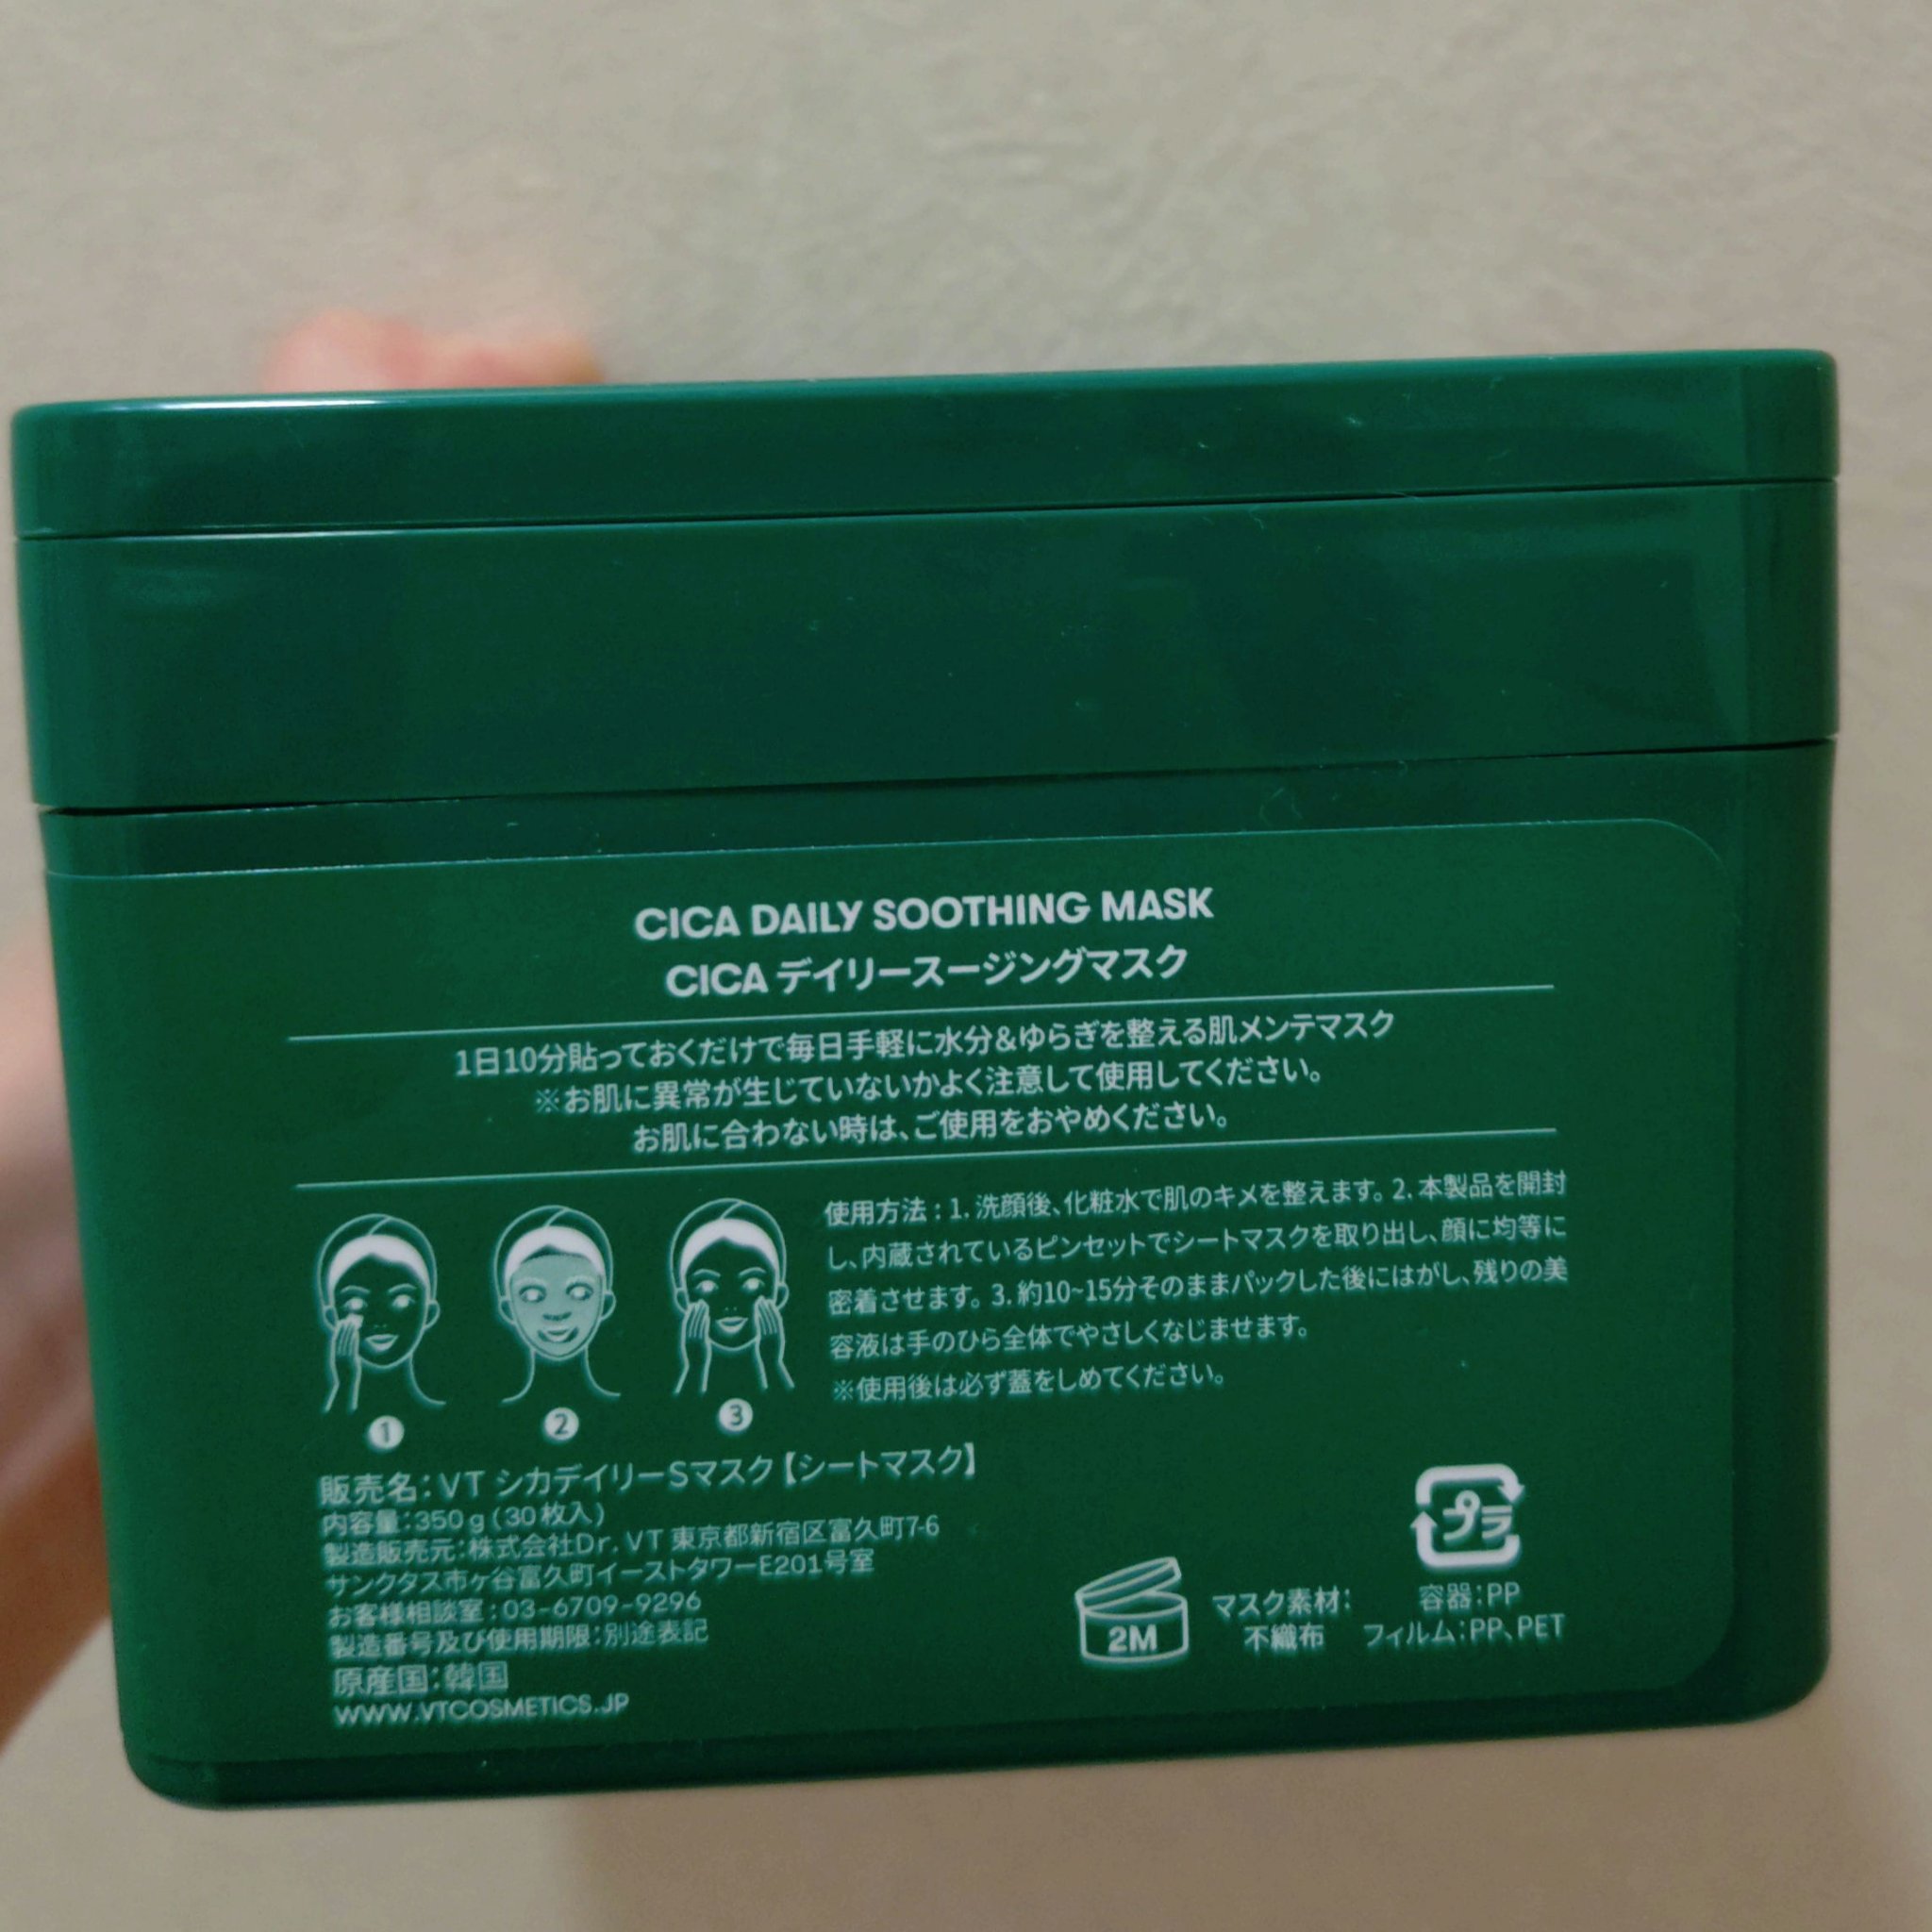 CICA DAILY SOOTHING MASK
CICA デイリースージングマスク
1日10分貼っておくだけで毎日手軽に水分&ゆらぎを整える肌メンテマスク
※お肌に異常が生じていないかよく注意して使用してください。
お肌に合わない時は、ご使用をおやめください。
使用方法 : 1. 洗顔後、化粧水で肌のキメを整えます。2. 本製品を開封
し、内蔵されているピンセットでシートマスクを取り出し、顔に均等に
密着させます。3. 約10~15分そのままパックした後にはがし、残りの美
容液は手のひら全体でやさしくなじませます。
※使用後は必ず蓋をしめてください。
1 2 3
販売名：VT シカデイリーSマスク【シートマスク】
内容量：350g（30枚入）
製造販売元：株式会社Dr. VT 東京都新宿区富久町7-6
サンクタス市ヶ谷富久町イーストタワーE201号室
お客様相談室：03-6709-9296
製造番号及び使用期限：別途表記
原産国：韓国
WWW.VTCOSMETICS.JP
2M
マスク素材：
不織布
プラ
容器：PP
フィルム：PP、PET